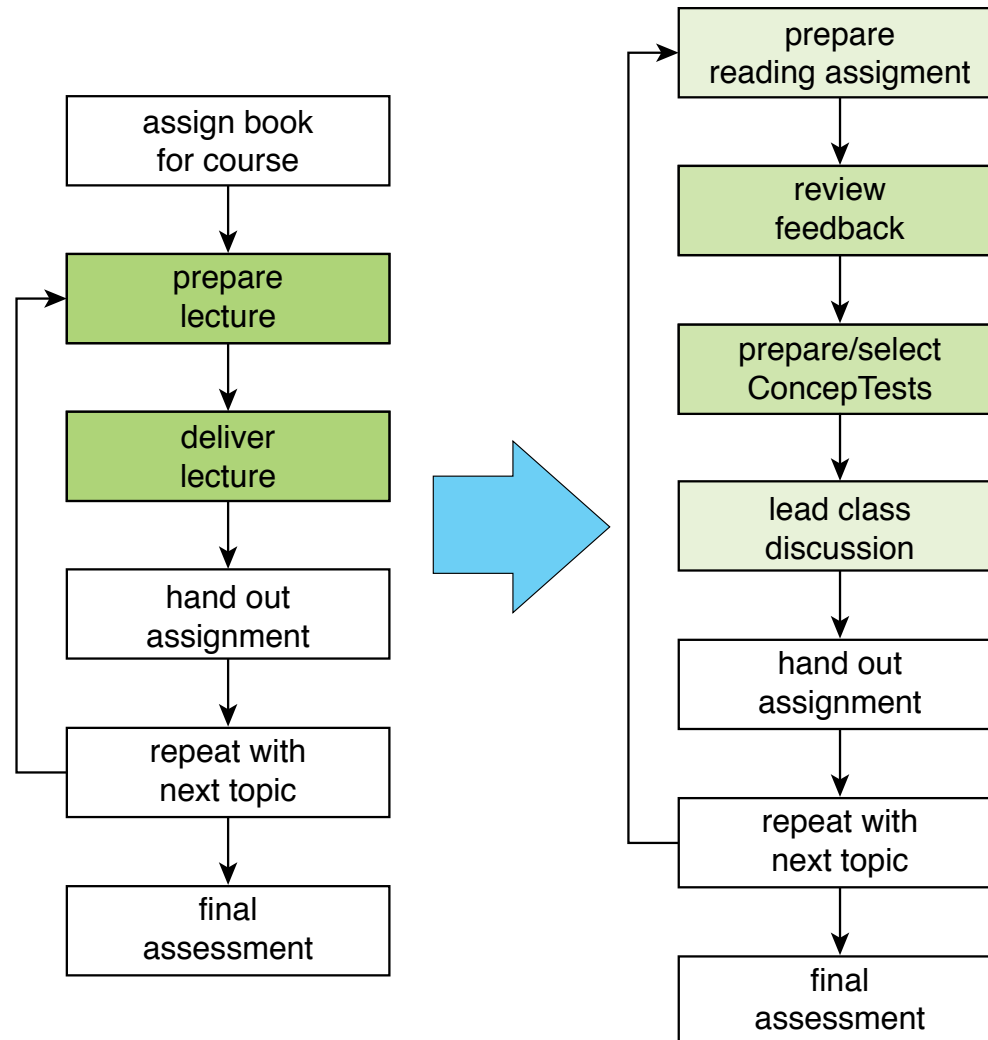 assign book
for course
prepare
lecture
deliver
lecture
hand out
assignment
repeat with
next topic
final
assessment
prepare
reading assigment
review
feedback
prepare/select
ConcepTests
lead class
discussion
hand out
assignment
repeat with
next topic
final
assessment